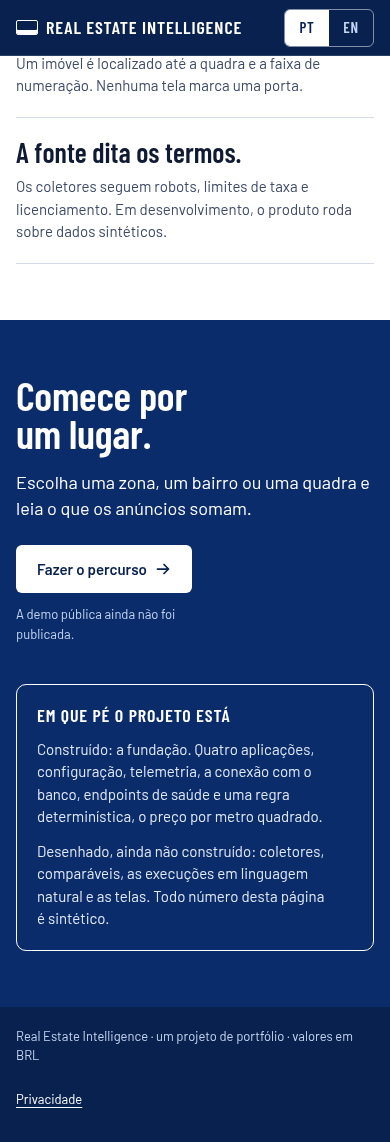 REAL ESTATE INTELLIGENCE
PT EN
Um imóvel é localizado até a quadra e a faixa de
numeração. Nenhuma tela marca uma porta.
A fonte dita os termos.
Os coletores seguem robots, limites de taxa e
licenciamento. Em desenvolvimento, o produto roda
sobre dados sintéticos.
Comece por
um lugar.
Escolha uma zona, um bairro ou uma quadra e
leia o que os anúncios somam.
Fazer o percurso →
A demo pública ainda não foi
publicada.
EM QUE PÉ O PROJETO ESTÁ
Construído: a fundação. Quatro aplicações,
configuração, telemetria, a conexão com o
banco, endpoints de saúde e uma regra
determinística, o preço por metro quadrado.
Desenhado, ainda não construído: coletores,
comparáveis, as execuções em linguagem
natural e as telas. Todo número desta página
é sintético.
Real Estate Intelligence · um projeto de portfólio · valores em
BRL
Privacidade